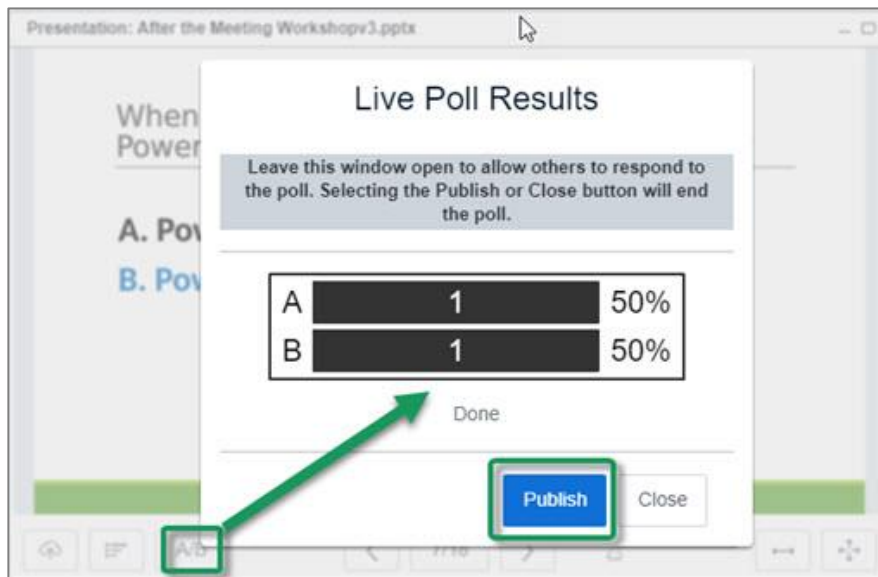 Presentation: After the Meeting Workshopv3.pptx
When
Power
A. Pov
B. Pov
Live Poll Results
Leave this window open to allow others to respond to
the poll. Selecting the Publish or Close button will end
the poll.
A 1 50%
B 1 50%
Done
Publish Close
A/B